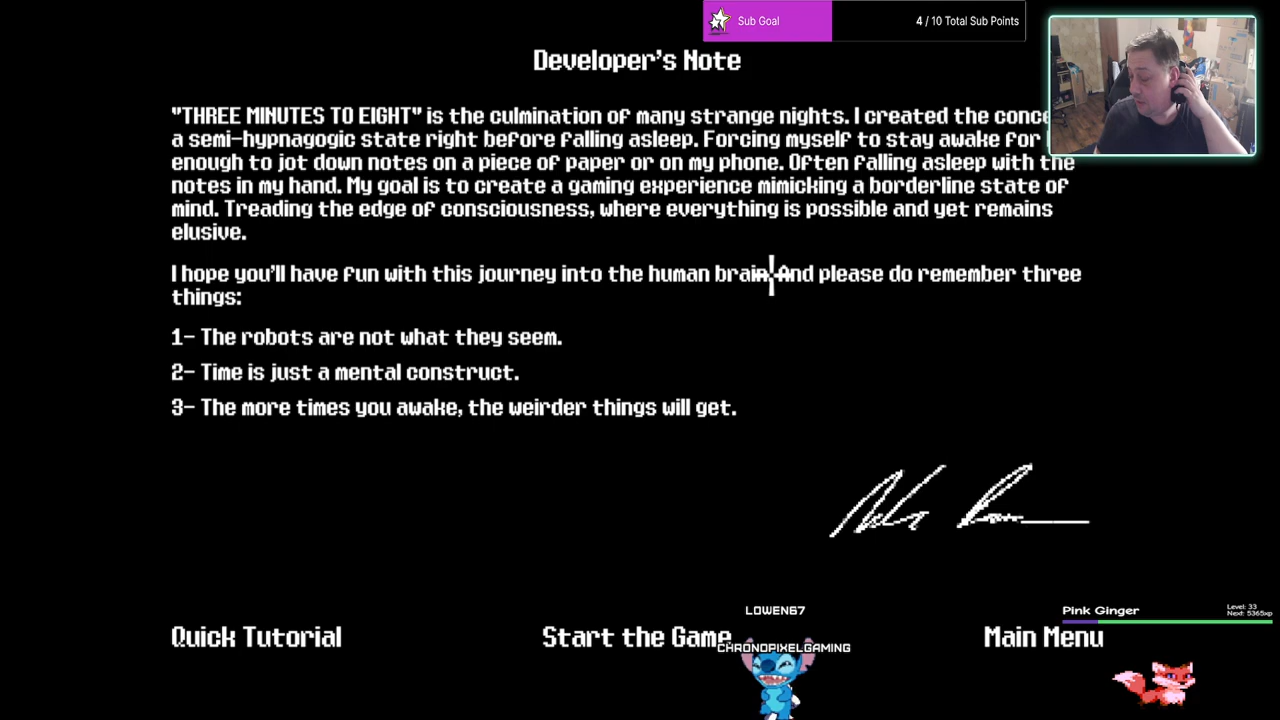 Sub Goal
4 / 10 Total Sub Points
Developer's Note
"THREE MINUTES TO EIGHT" is the culmination of many strange nights. I created the
a semi-hypnagogic state right before falling asleep. Forcing myself to stay awake for
enough to jot down notes on a piece of paper or on my phone. Often falling asleep with the
notes in my hand. My goal is to create a gaming experience mimicking a borderline state of
mind. Treading the edge of consciousness, where everything is possible and yet remains
elusive.
I hope you'll have fun with this journey into the human brain. And please do remember three
things:
1- The robots are not what they seem.
2- Time is just a mental construct.
3- The more times you awake, the weirder things will get.
LOWEN67
Pink Ginger
Level: 33
Next: 5365xp
Quick Tutorial
Start the Game
Main Menu
CHRONOPIXELGAMING